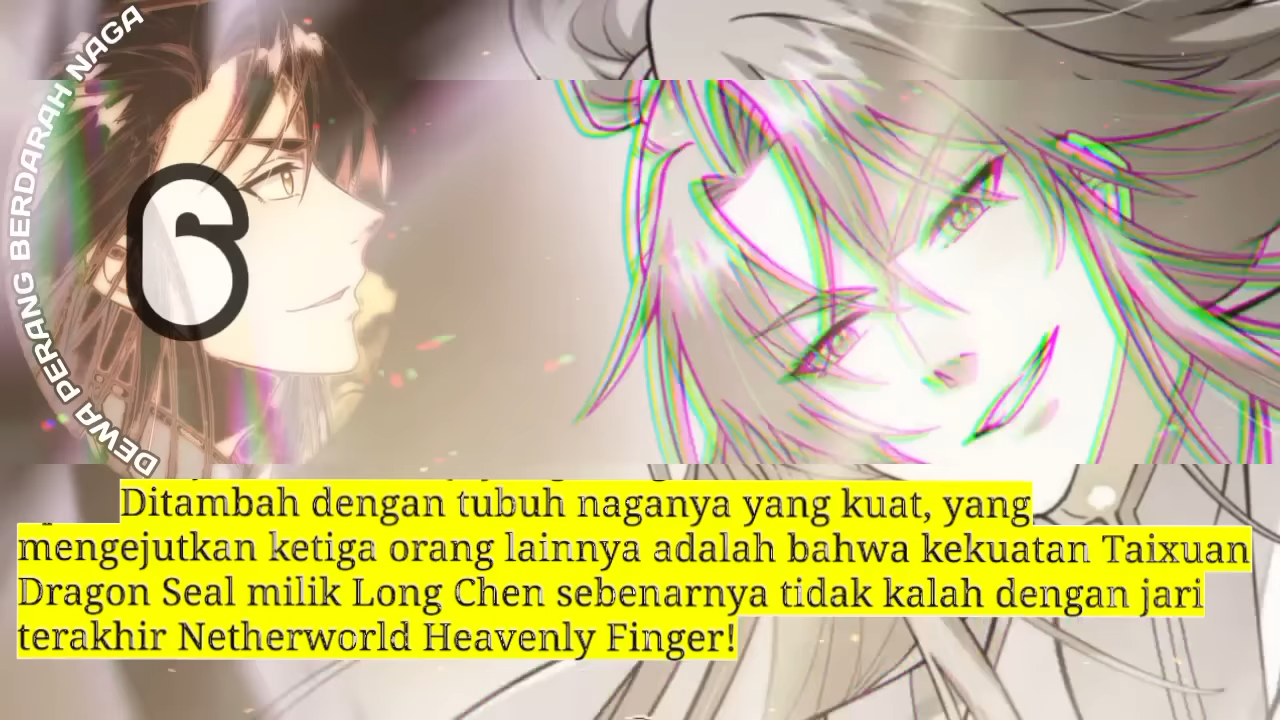 DEWA PERANG BERDARAH NAGA
6
Ditambah dengan tubuh naganya yang kuat, yang
mengejutkan ketiga orang lainnya adalah bahwa kekuatan Taixuan
Dragon Seal milik Long Chen sebenarnya tidak kalah dengan jari
terakhir Netherworld Heavenly Finger!